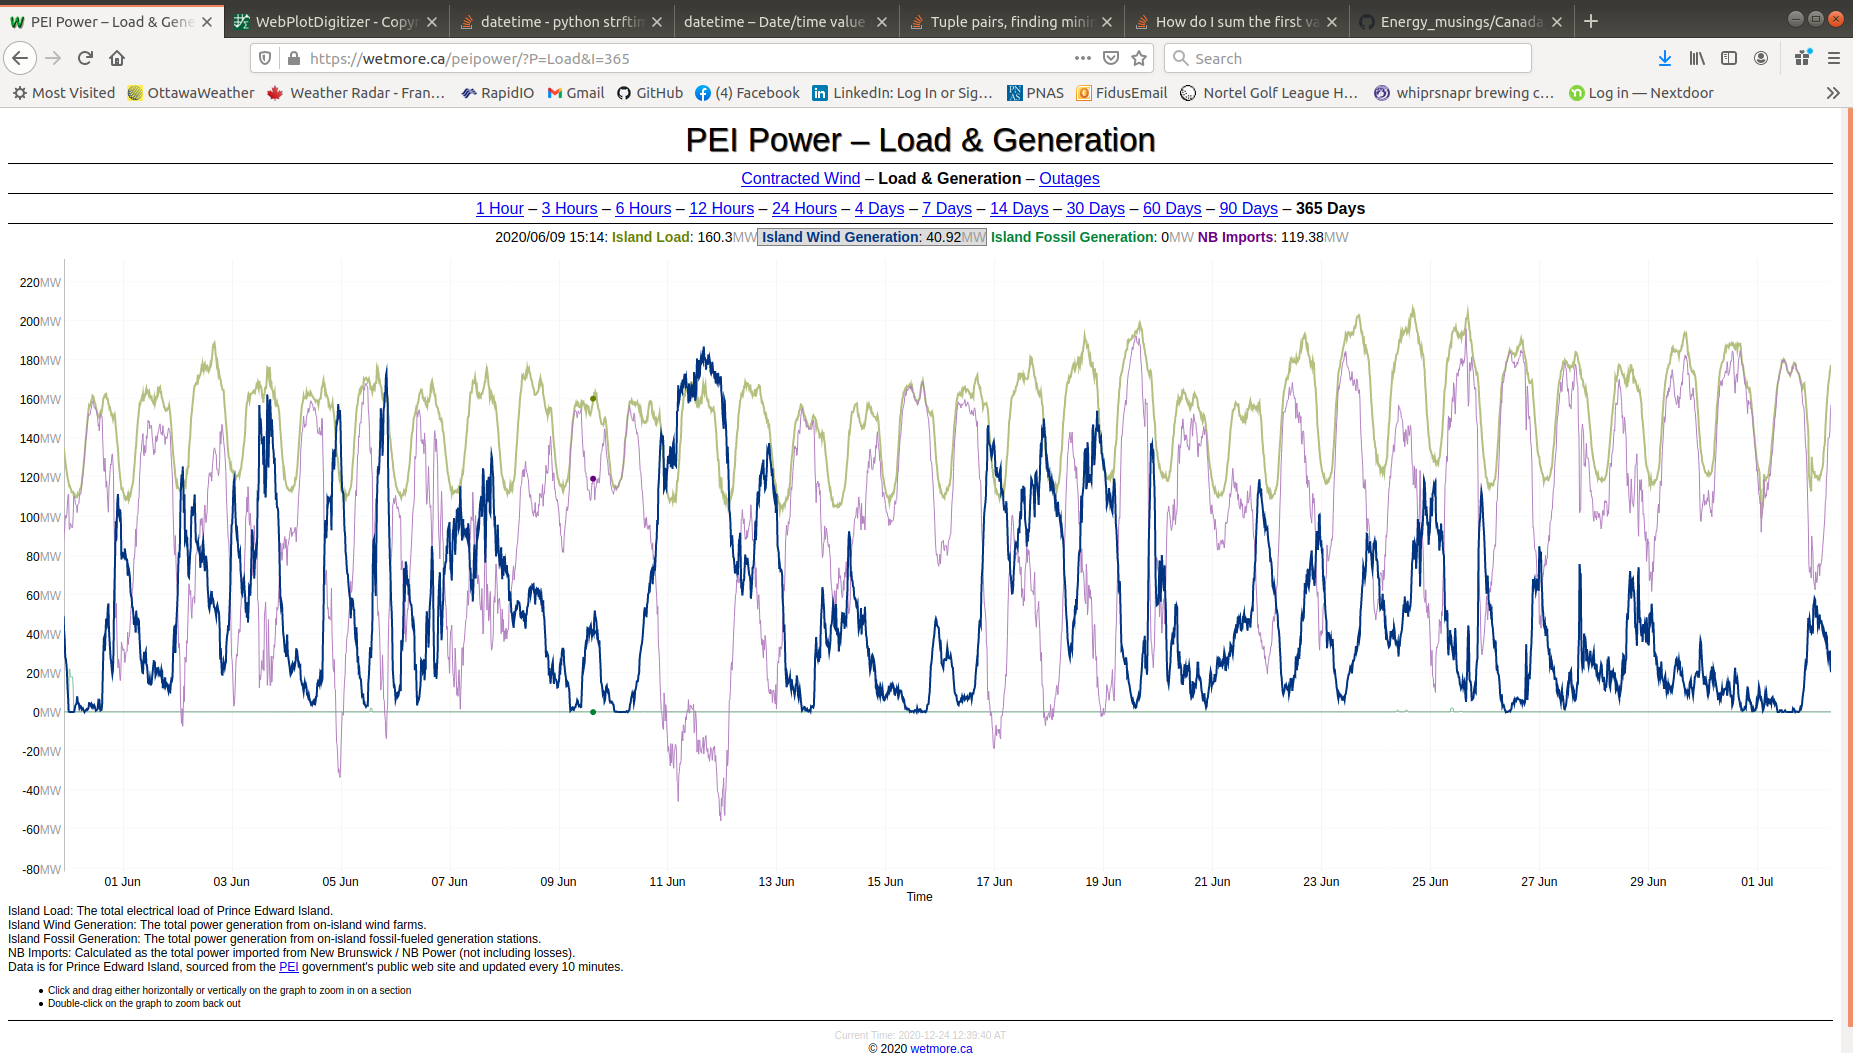 PEI Power – Load & Gene
WebPlotDigitizer - Copyr
datetime - python strftim
datetime – Date/time value
Tuple pairs, finding minim
How do I sum the first va
Energy_musings/Canada
https://wetmore.ca/peipower/?P=Load&I=365
Search
Most Visited OttawaWeather Weather Radar - Fran… RapidIO Gmail GitHub (4) Facebook LinkedIn: Log In or Sig… PNAS FidusEmail Nortel Golf League H… whiprsnapr brewing c… Log in — Nextdoor
PEI Power – Load & Generation
Contracted Wind – Load & Generation – Outages
1 Hour – 3 Hours – 6 Hours – 12 Hours – 24 Hours – 4 Days – 7 Days – 14 Days – 30 Days – 60 Days – 90 Days – 365 Days
2020/06/09 15:14: Island Load: 160.3MW Island Wind Generation: 40.92MW Island Fossil Generation: 0MW NB Imports: 119.38MW
220MW
200MW
180MW
160MW
140MW
120MW
100MW
80MW
60MW
40MW
20MW
0MW
-20MW
-40MW
-60MW
-80MW
01 Jun 03 Jun 05 Jun 07 Jun 09 Jun 11 Jun 13 Jun 15 Jun 17 Jun 19 Jun 21 Jun 23 Jun 25 Jun 27 Jun 29 Jun 01 Jul
Time
Island Load: The total electrical load of Prince Edward Island.
Island Wind Generation: The total power generation from on-island wind farms.
Island Fossil Generation: The total power generation from on-island fossil-fueled generation stations.
NB Imports: Calculated as the total power imported from New Brunswick / NB Power (not including losses).
Data is for Prince Edward Island, sourced from the PEI government's public web site and updated every 10 minutes.
• Click and drag either horizontally or vertically on the graph to zoom in on a section
• Double-click on the graph to zoom back out
Current Time: 2020-12-24 12:39:40 AT
© 2020 wetmore.ca